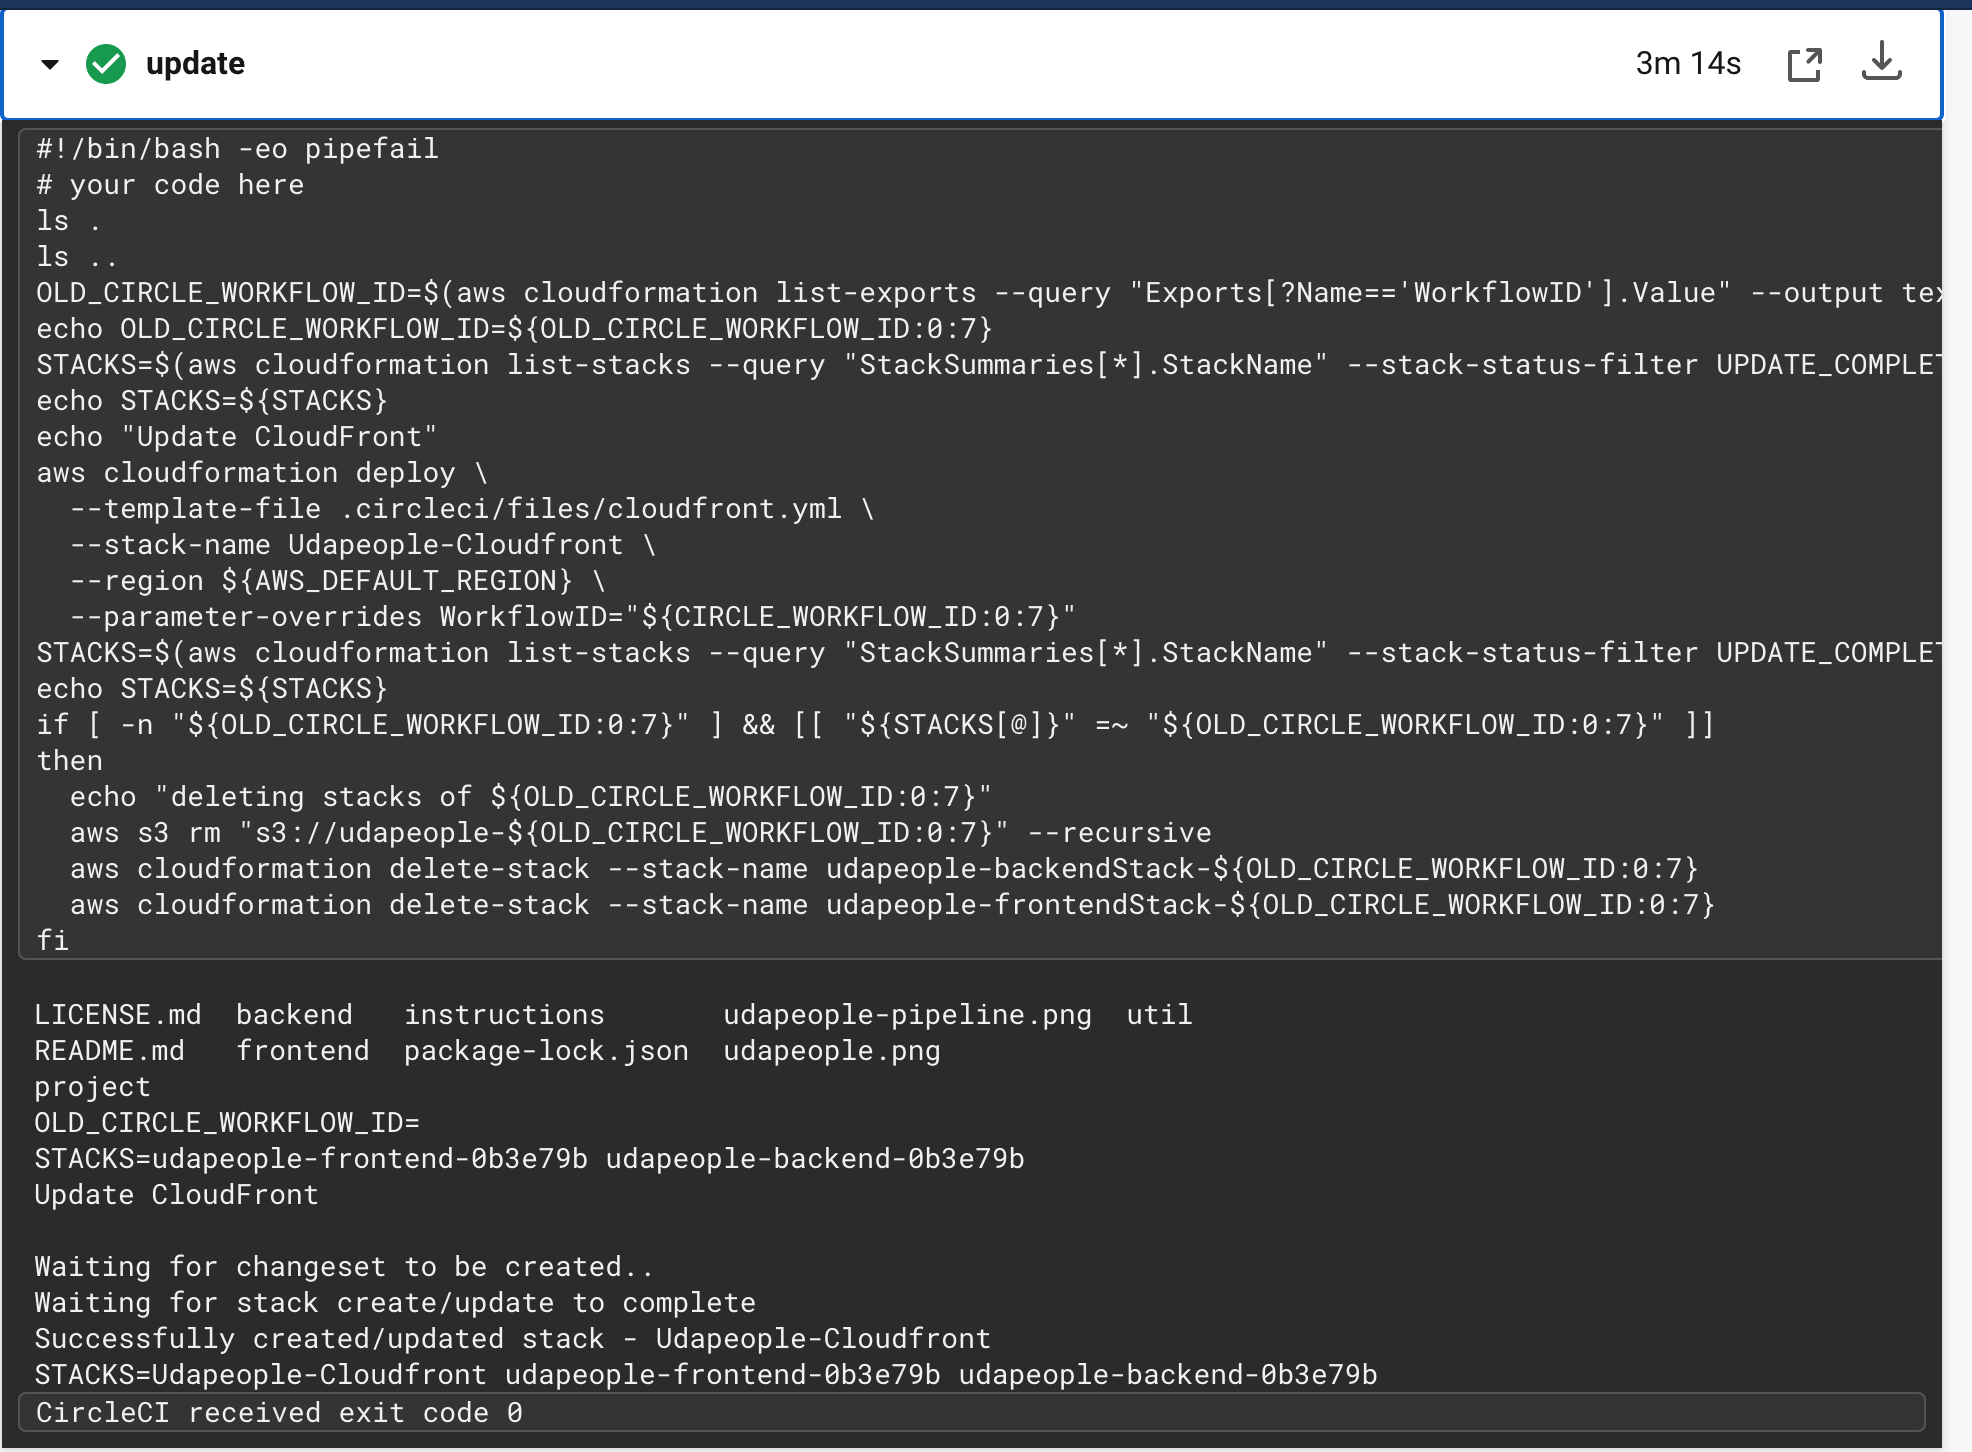 update
3m 14s
#!/bin/bash -eo pipefail
# your code here
ls .
ls ..
OLD_CIRCLE_WORKFLOW_ID=$(aws cloudformation list-exports --query "Exports[?Name=='WorkflowID'].Value" --output tex
echo OLD_CIRCLE_WORKFLOW_ID=${OLD_CIRCLE_WORKFLOW_ID:0:7}
STACKS=$(aws cloudformation list-stacks --query "StackSummaries[*].StackName" --stack-status-filter UPDATE_COMPLET
echo STACKS=${STACKS}
echo "Update CloudFront"
aws cloudformation deploy \
  --template-file .circleci/files/cloudfront.yml \
  --stack-name Udapeople-Cloudfront \
  --region ${AWS_DEFAULT_REGION} \
  --parameter-overrides WorkflowID="${CIRCLE_WORKFLOW_ID:0:7}"
STACKS=$(aws cloudformation list-stacks --query "StackSummaries[*].StackName" --stack-status-filter UPDATE_COMPLET
echo STACKS=${STACKS}
if [ -n "${OLD_CIRCLE_WORKFLOW_ID:0:7}" ] && [[ "${STACKS[@]}" =~ "${OLD_CIRCLE_WORKFLOW_ID:0:7}" ]]
then
  echo "deleting stacks of ${OLD_CIRCLE_WORKFLOW_ID:0:7}"
  aws s3 rm "s3://udapeople-${OLD_CIRCLE_WORKFLOW_ID:0:7}" --recursive
  aws cloudformation delete-stack --stack-name udapeople-backendStack-${OLD_CIRCLE_WORKFLOW_ID:0:7}
  aws cloudformation delete-stack --stack-name udapeople-frontendStack-${OLD_CIRCLE_WORKFLOW_ID:0:7}
fi
LICENSE.md  backend   instructions       udapeople-pipeline.png  util
README.md   frontend  package-lock.json  udapeople.png
project
OLD_CIRCLE_WORKFLOW_ID=
STACKS=udapeople-frontend-0b3e79b udapeople-backend-0b3e79b
Update CloudFront
Waiting for changeset to be created..
Waiting for stack create/update to complete
Successfully created/updated stack - Udapeople-Cloudfront
STACKS=Udapeople-Cloudfront udapeople-frontend-0b3e79b udapeople-backend-0b3e79b
CircleCI received exit code 0